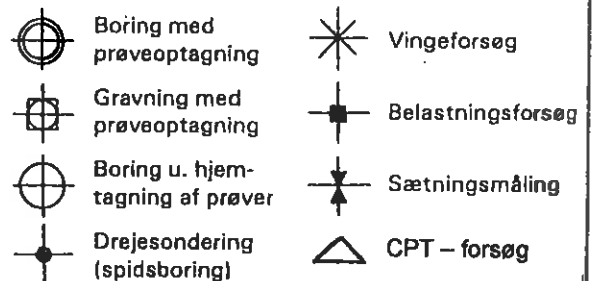 Boring med
prøveoptagning
Gravning med
prøveoptagning
Boring u. hjem-
tagning af prøver
Drejesondering
(spidsboring)
Vingeforsøg
Belastningsforsøg
Sætningsmåling
CPT – forsøg